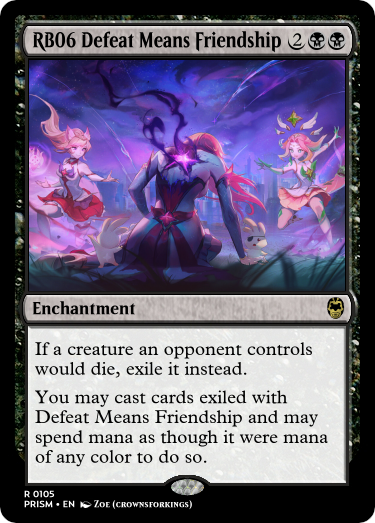 RB06 Defeat Means Friendship 2
Enchantment
If a creature an opponent controls
would die, exile it instead.
You may cast cards exiled with
Defeat Means Friendship and may
spend mana as though it were mana
of any color to do so.
R 0105
PRISM • EN Zoe (crownsforkings)